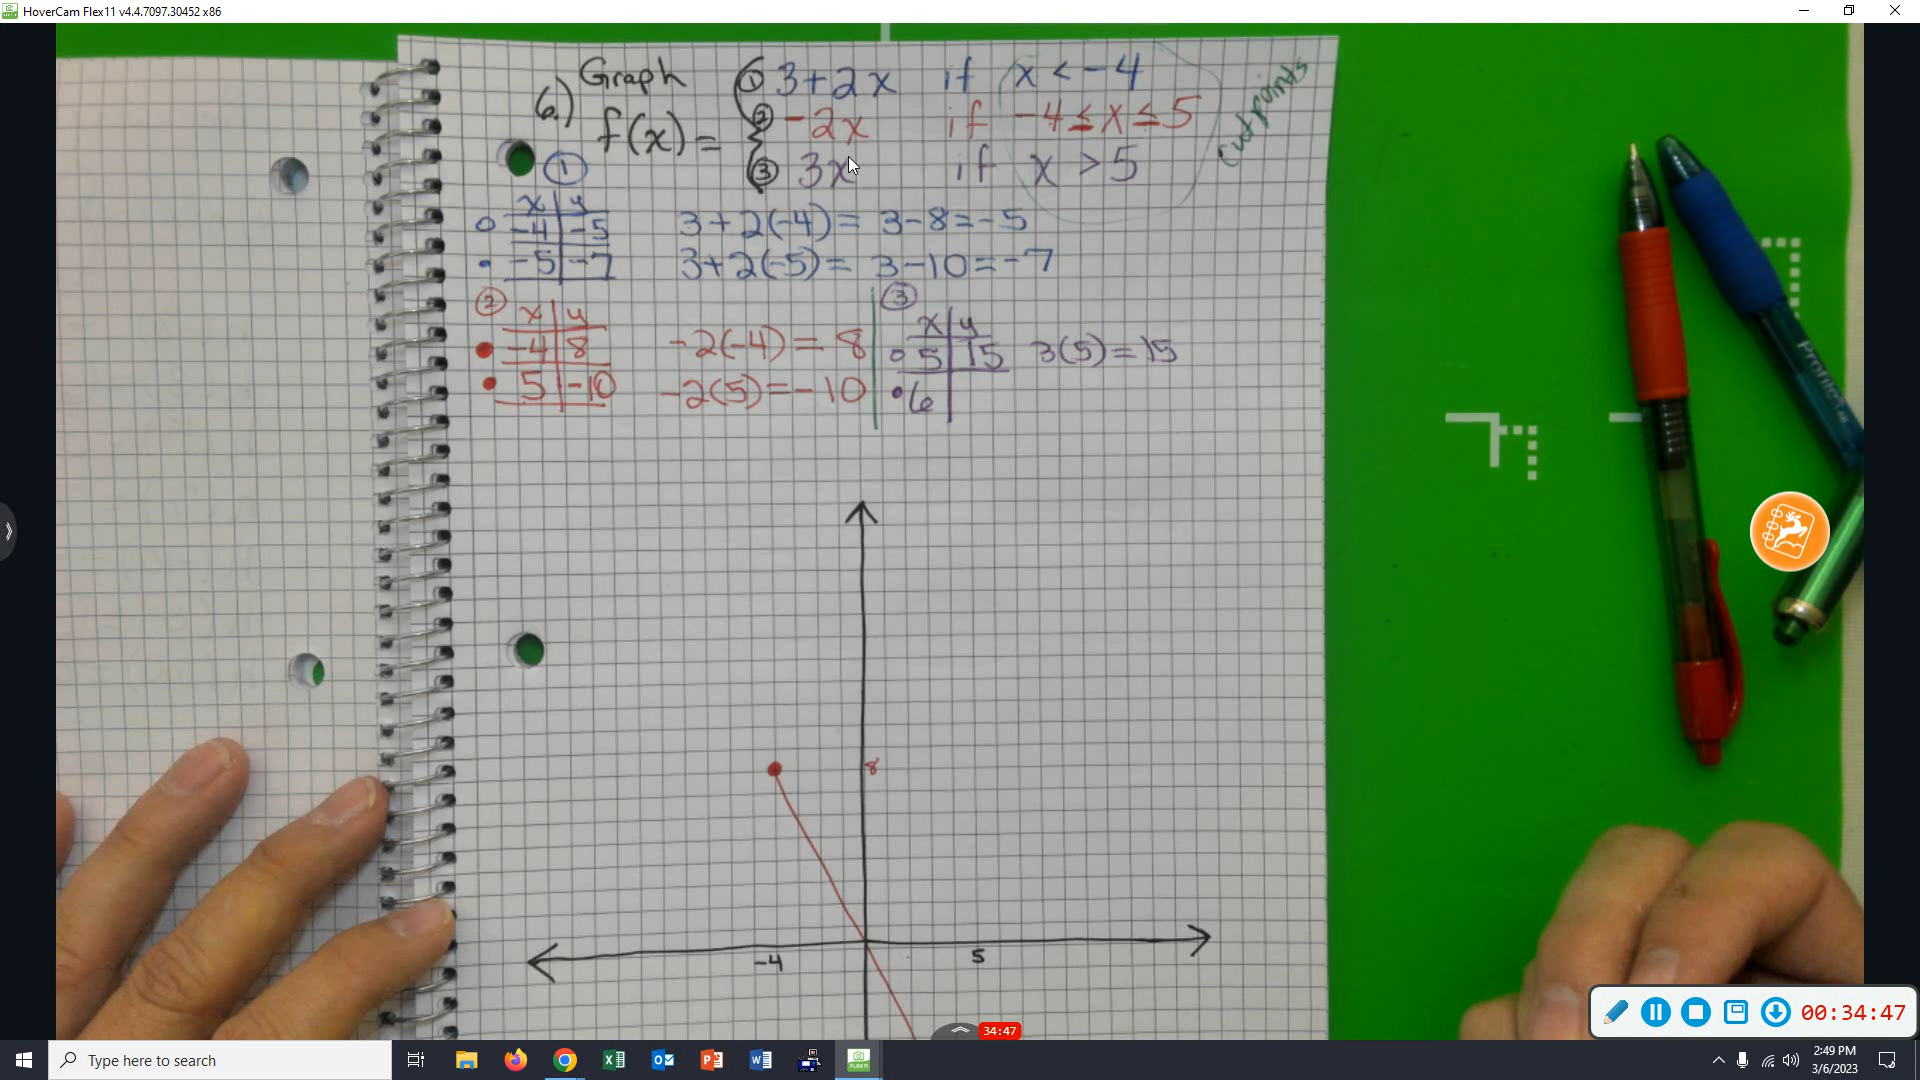 HoverCam Flex11 v4.4.7097.30452 x86
6.) Graph
f(x) = { ① 3+2x if x < -4
② -2x if -4 ≤ x ≤ 5
③ 3x if x > 5
cutpoints
①
x | y
○ -4 | -5 3+2(-4) = 3-8 = -5
• -5 | -7 3+2(-5) = 3-10 = -7
②
x | y
• -4 | 8 -2(-4) = 8
• 5 | -10 -2(5) = -10
③
x | y
○ 5 | 15 3(5) = 15
• 6 |
8
-4 5
Profile
34:47
00:34:47
Type here to search
FLEX11
2:49 PM
3/6/2023